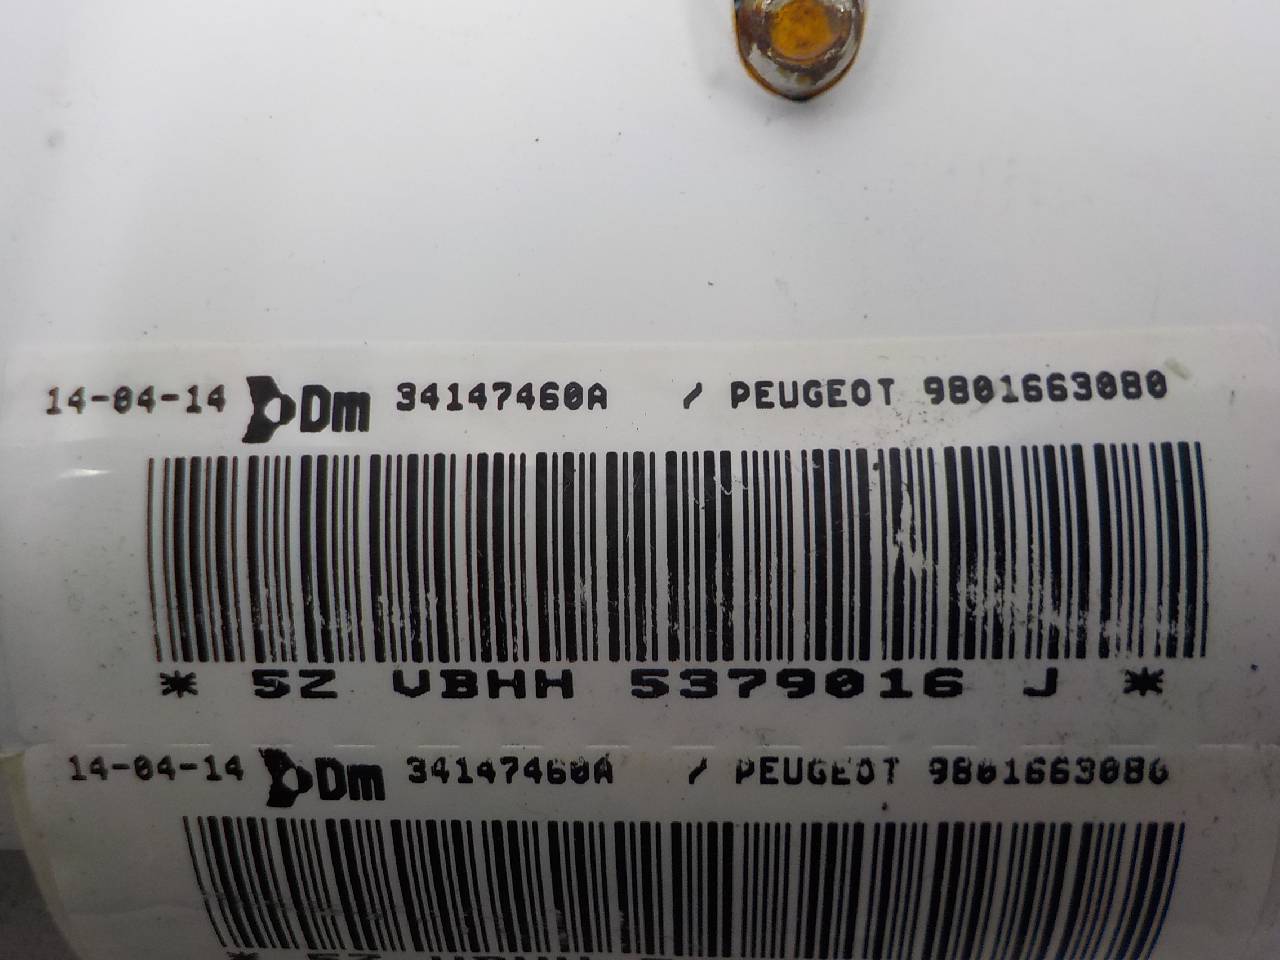 14-04-14 Dm 34147460A / PEUGEOT 9801663080
* 5Z VBHH 5379016 J *
14-04-14 Dm 34147460A / PEUGEOT 9801663080